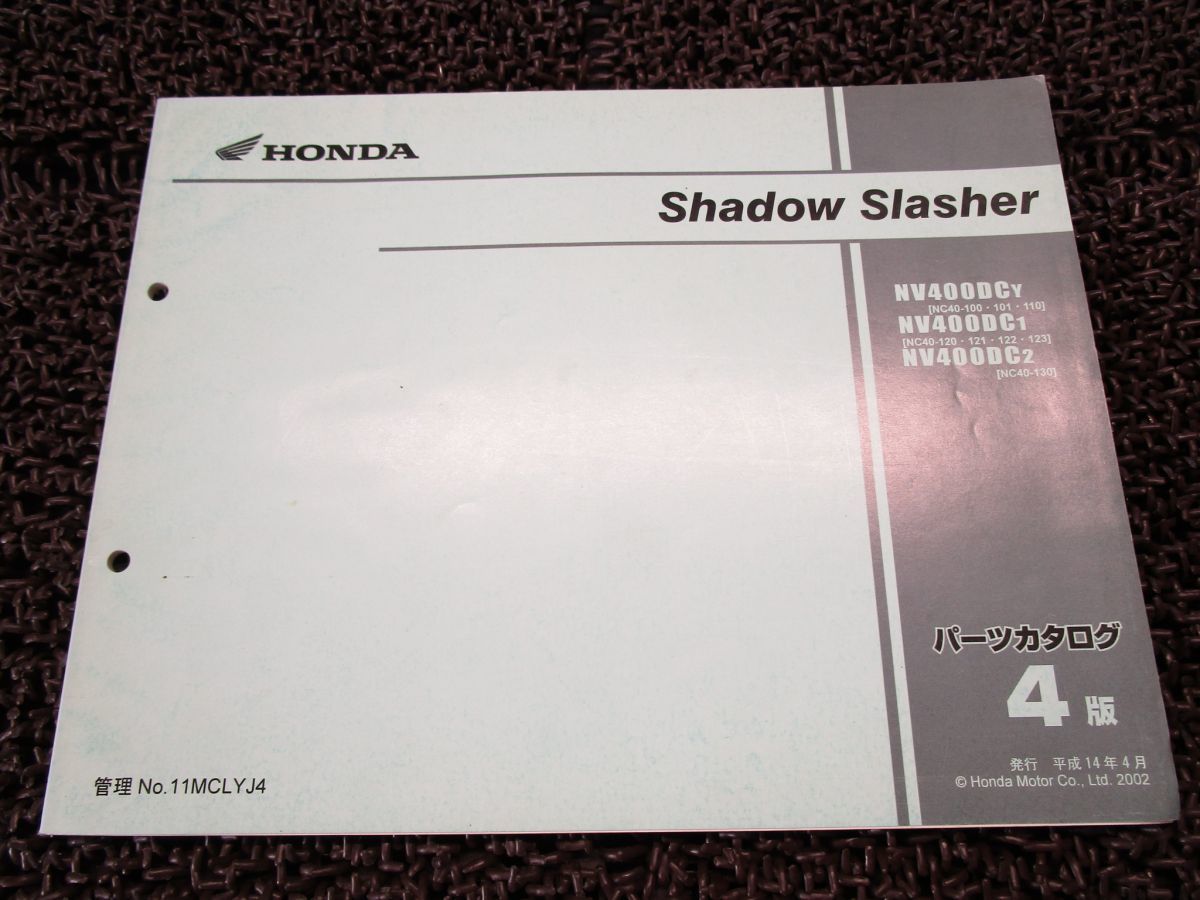 HONDA
Shadow Slasher
NV400DCY
[NC40-100・101・110]
NV400DC1
[NC40-120・121・122・123]
NV400DC2
[NC40-130]
パーツカタログ
4版
発行 平成14年4月
© Honda Motor Co., Ltd. 2002
管理 No.11MCLYJ4